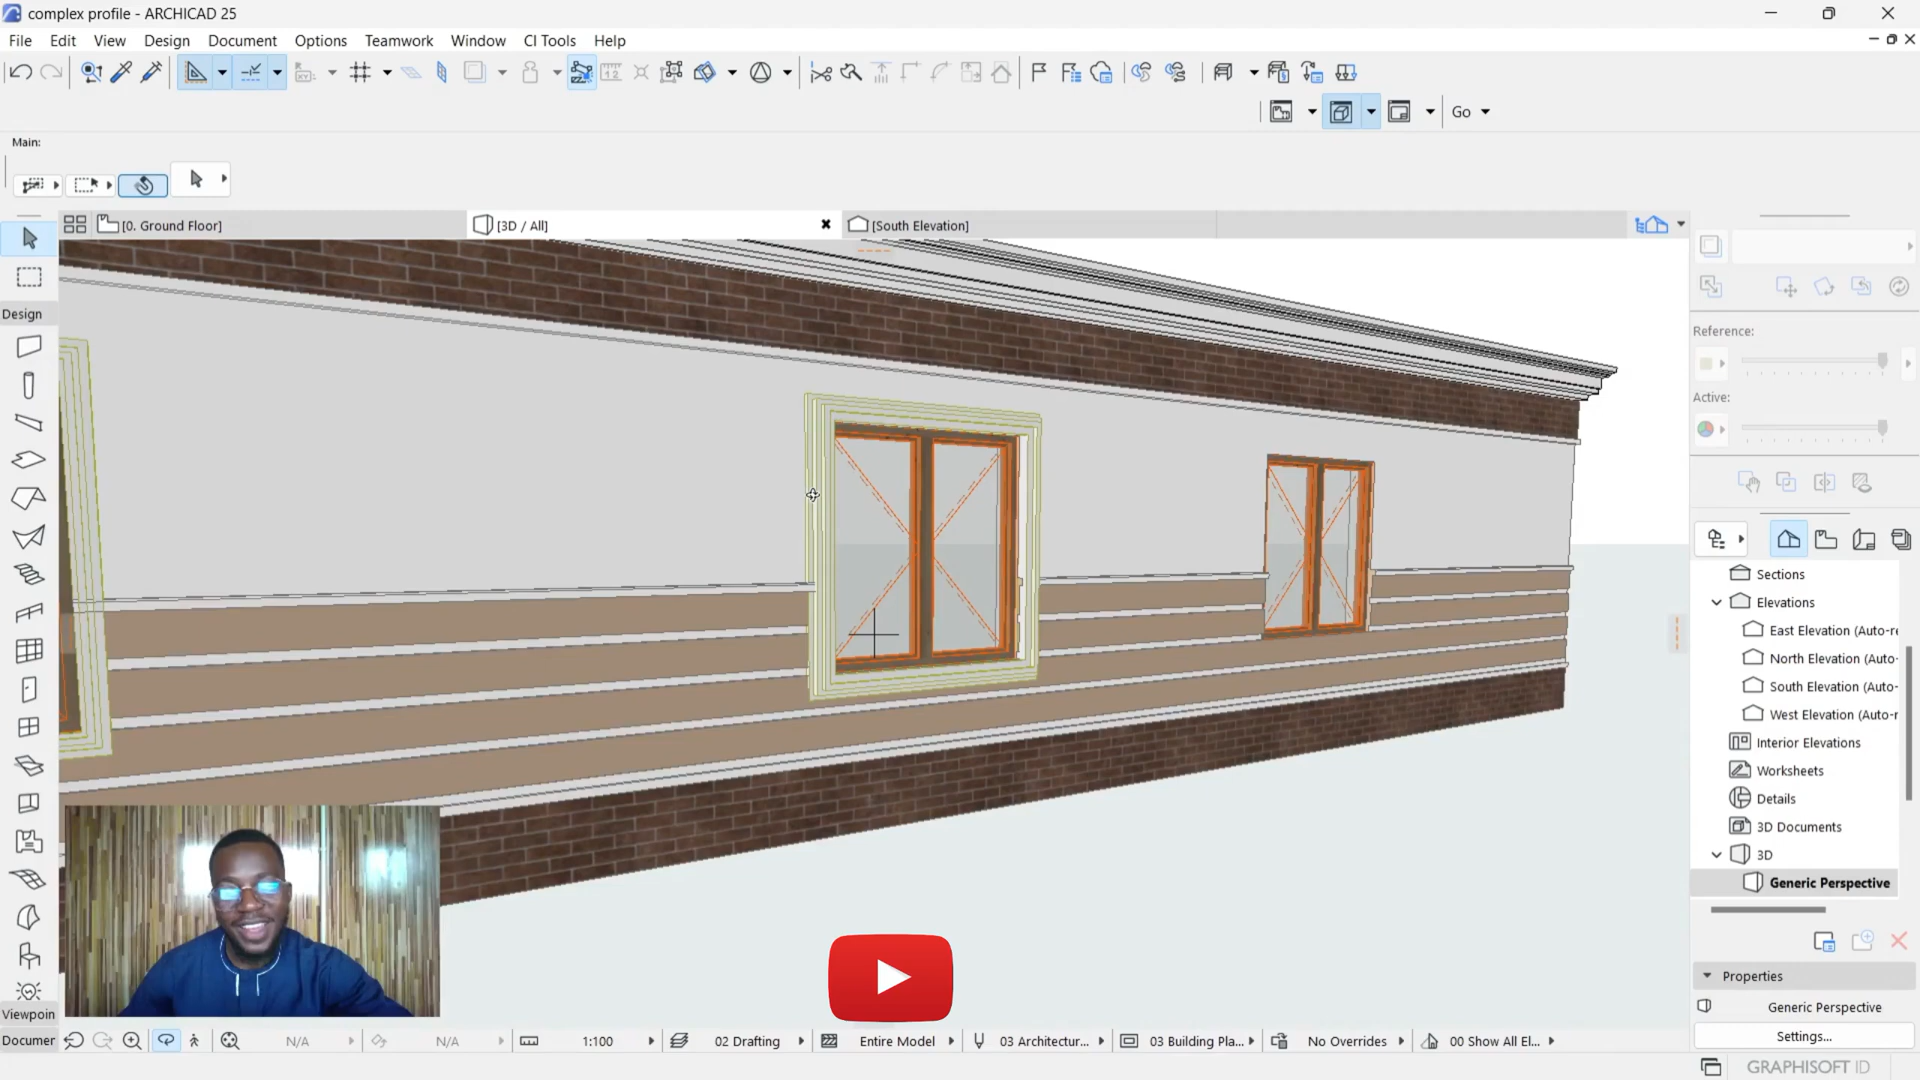 complex profile - ARCHICAD 25
File Edit View Design Document Options Teamwork Window CI Tools Help
Go
Main:
[0. Ground Floor] [3D / All] [South Elevation]
Design
Reference:
Active:
Sections
Elevations
East Elevation (Auto-re
North Elevation (Auto-
South Elevation (Auto-
West Elevation (Auto-r
Interior Elevations
Worksheets
Details
3D Documents
3D
Generic Perspective
Properties
Generic Perspective
Settings...
Viewpoin
Documer
N/A N/A 1:100 02 Drafting Entire Model 03 Architectur... 03 Building Pla... No Overrides 00 Show All El...
GRAPHISOFT ID